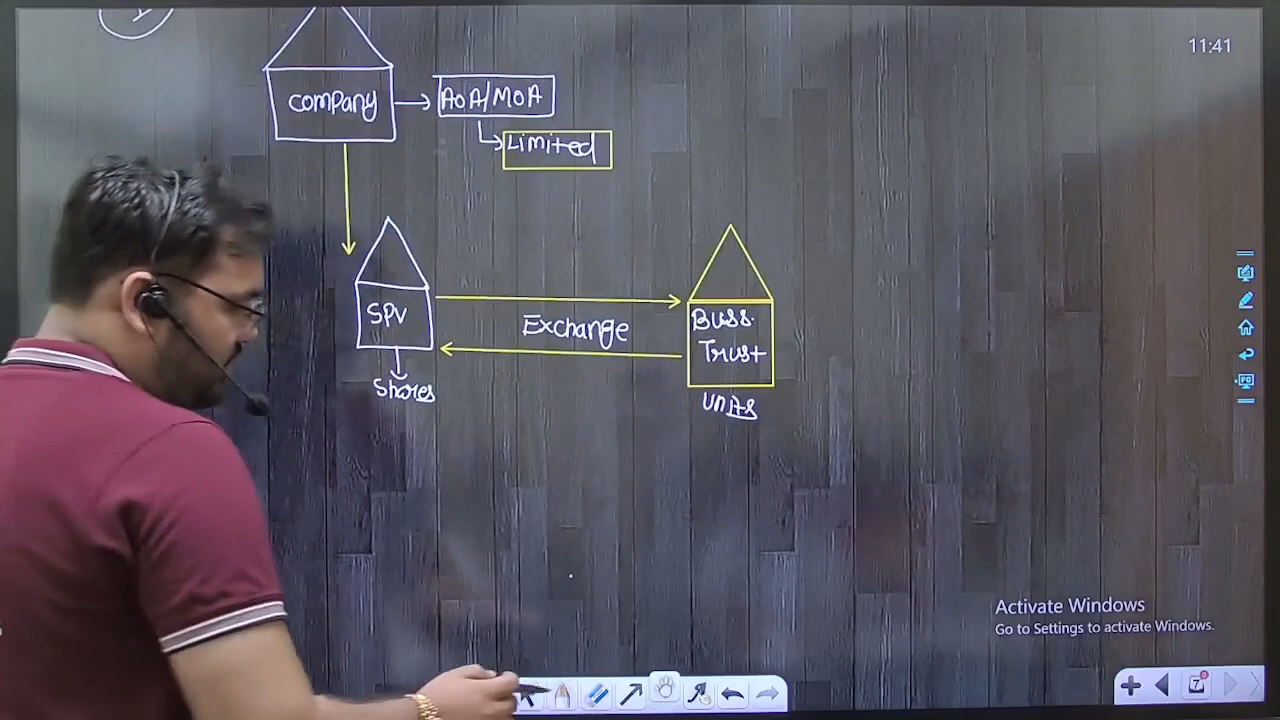 11:41
Company
AOA/MOA
Limited
SPV
Exchange
Buss.
Trust
Shares
Units
Activate Windows
Go to Settings to activate Windows.
7